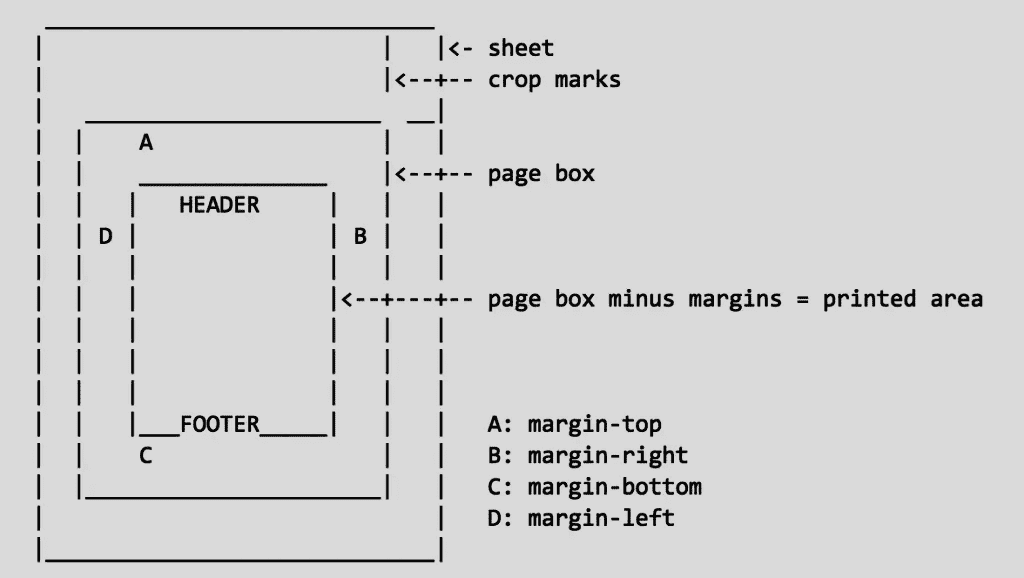 <- sheet
<--+-- crop marks
A
<--+-- page box
HEADER
D B
<--+---+-- page box minus margins = printed area
FOOTER A: margin-top
C B: margin-right
C: margin-bottom
D: margin-left